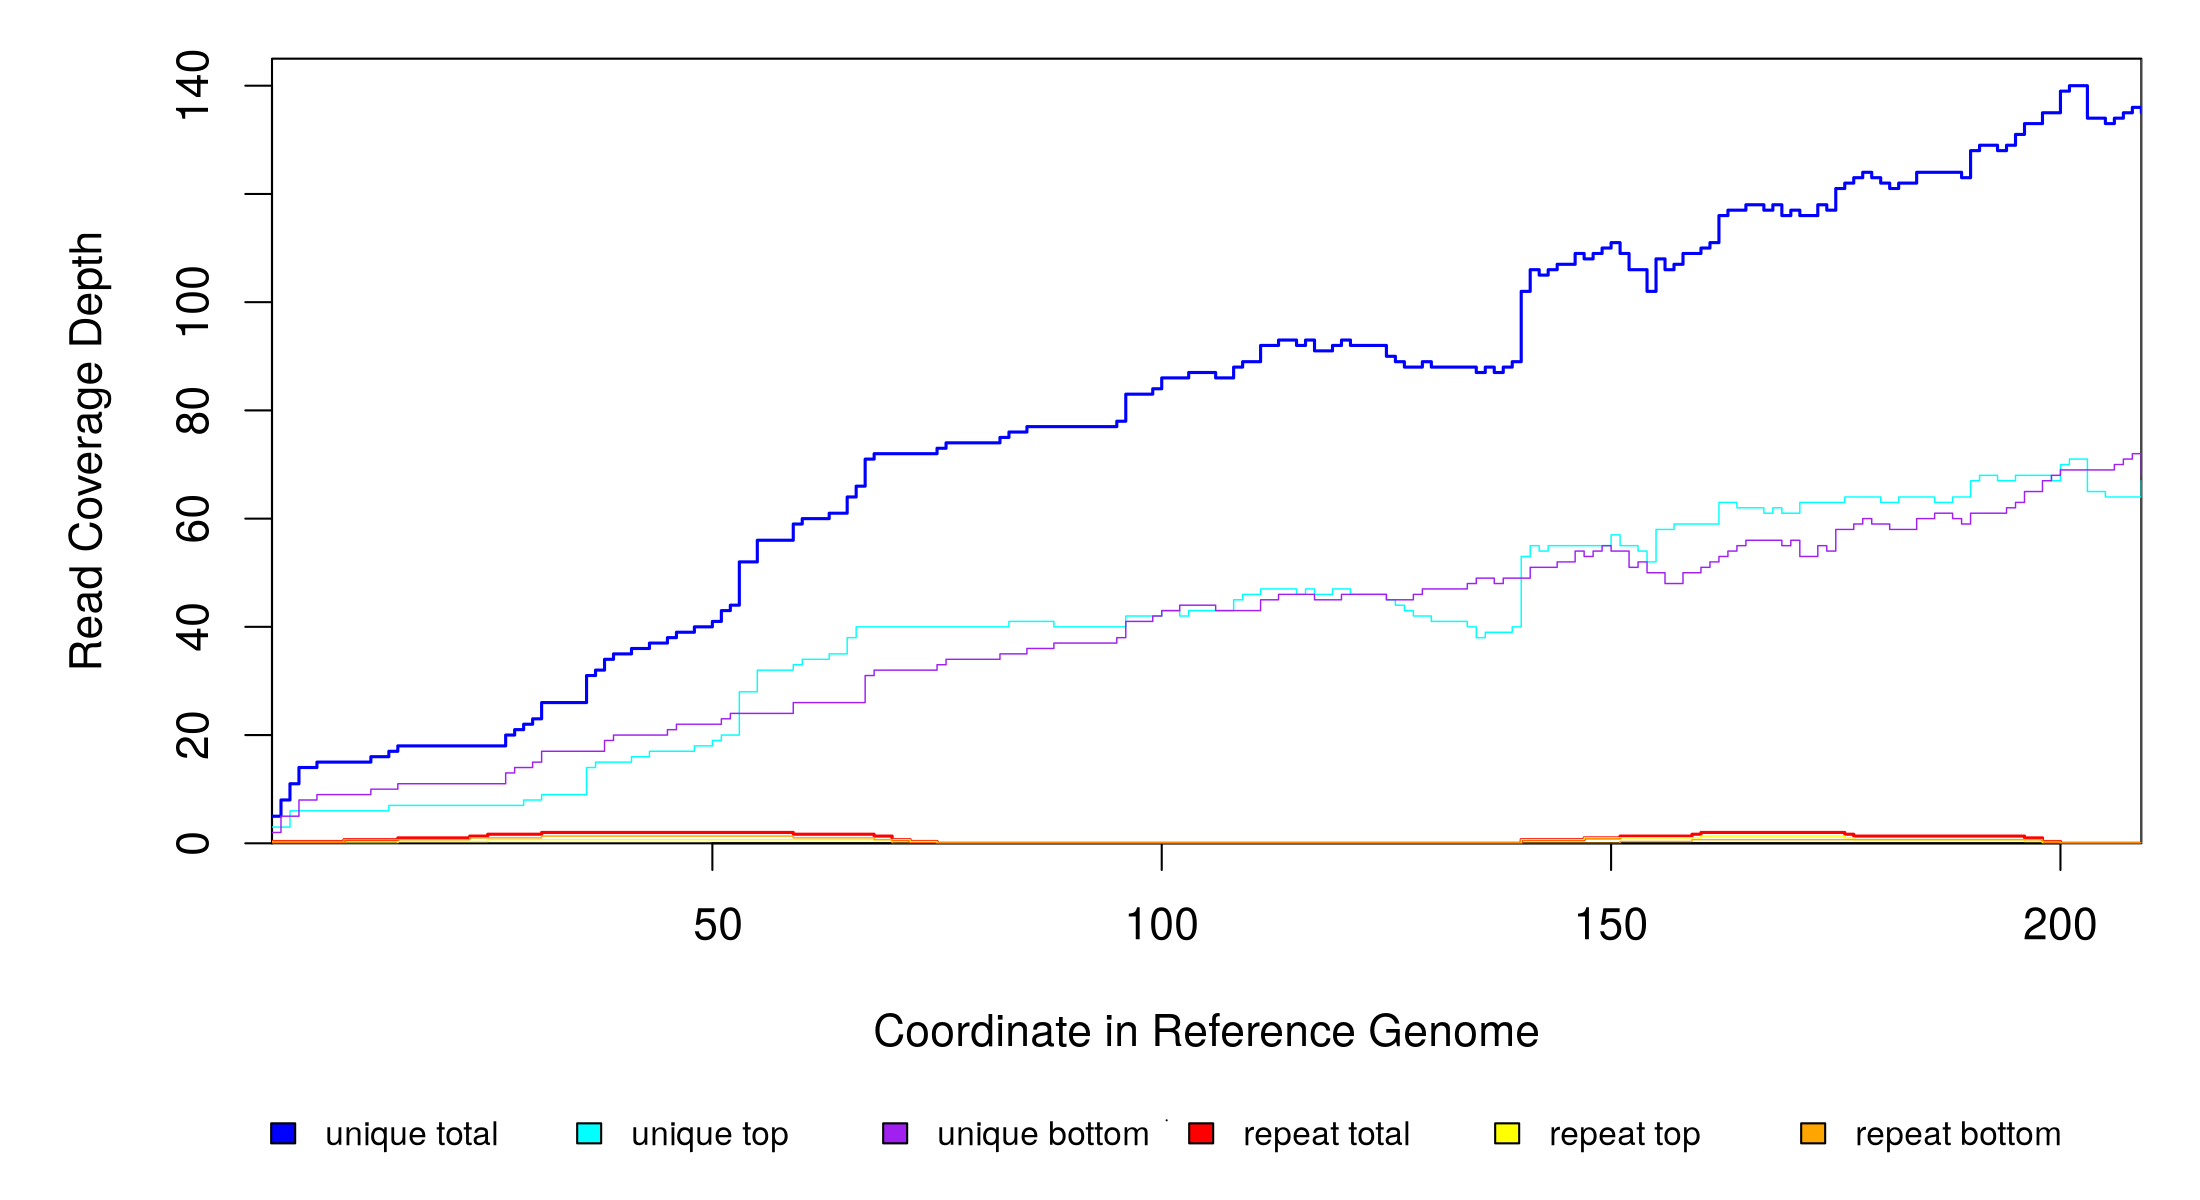 140
100
80
60
40
20
0
Read Coverage Depth
50 100 150 200
Coordinate in Reference Genome
unique total unique top unique bottom repeat total repeat top repeat bottom